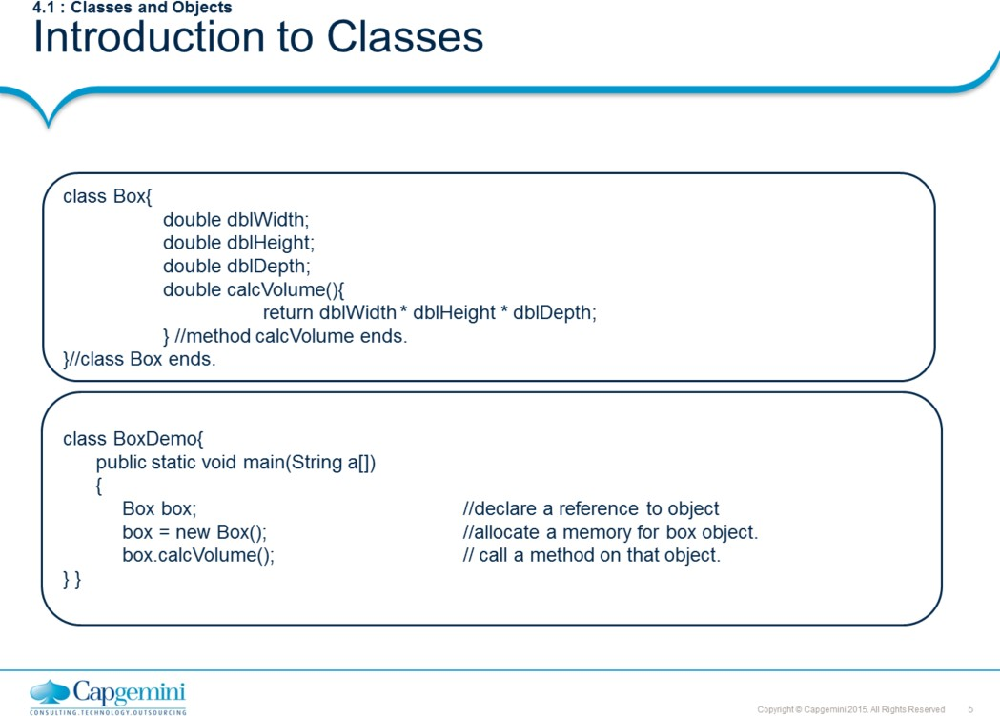 4.1 : Classes and Objects
Introduction to Classes
class Box{
double dblWidth;
double dblHeight;
double dblDepth;
double calcVolume(){
return dblWidth * dblHeight * dblDepth;
} //method calcVolume ends.
}//class Box ends.
class BoxDemo{
public static void main(String a[])
{
Box box; //declare a reference to object
box = new Box(); //allocate a memory for box object.
box.calcVolume(); // call a method on that object.
} }
Capgemini
CONSULTING.TECHNOLOGY.OUTSOURCING
Copyright © Capgemini 2015. All Rights Reserved 5